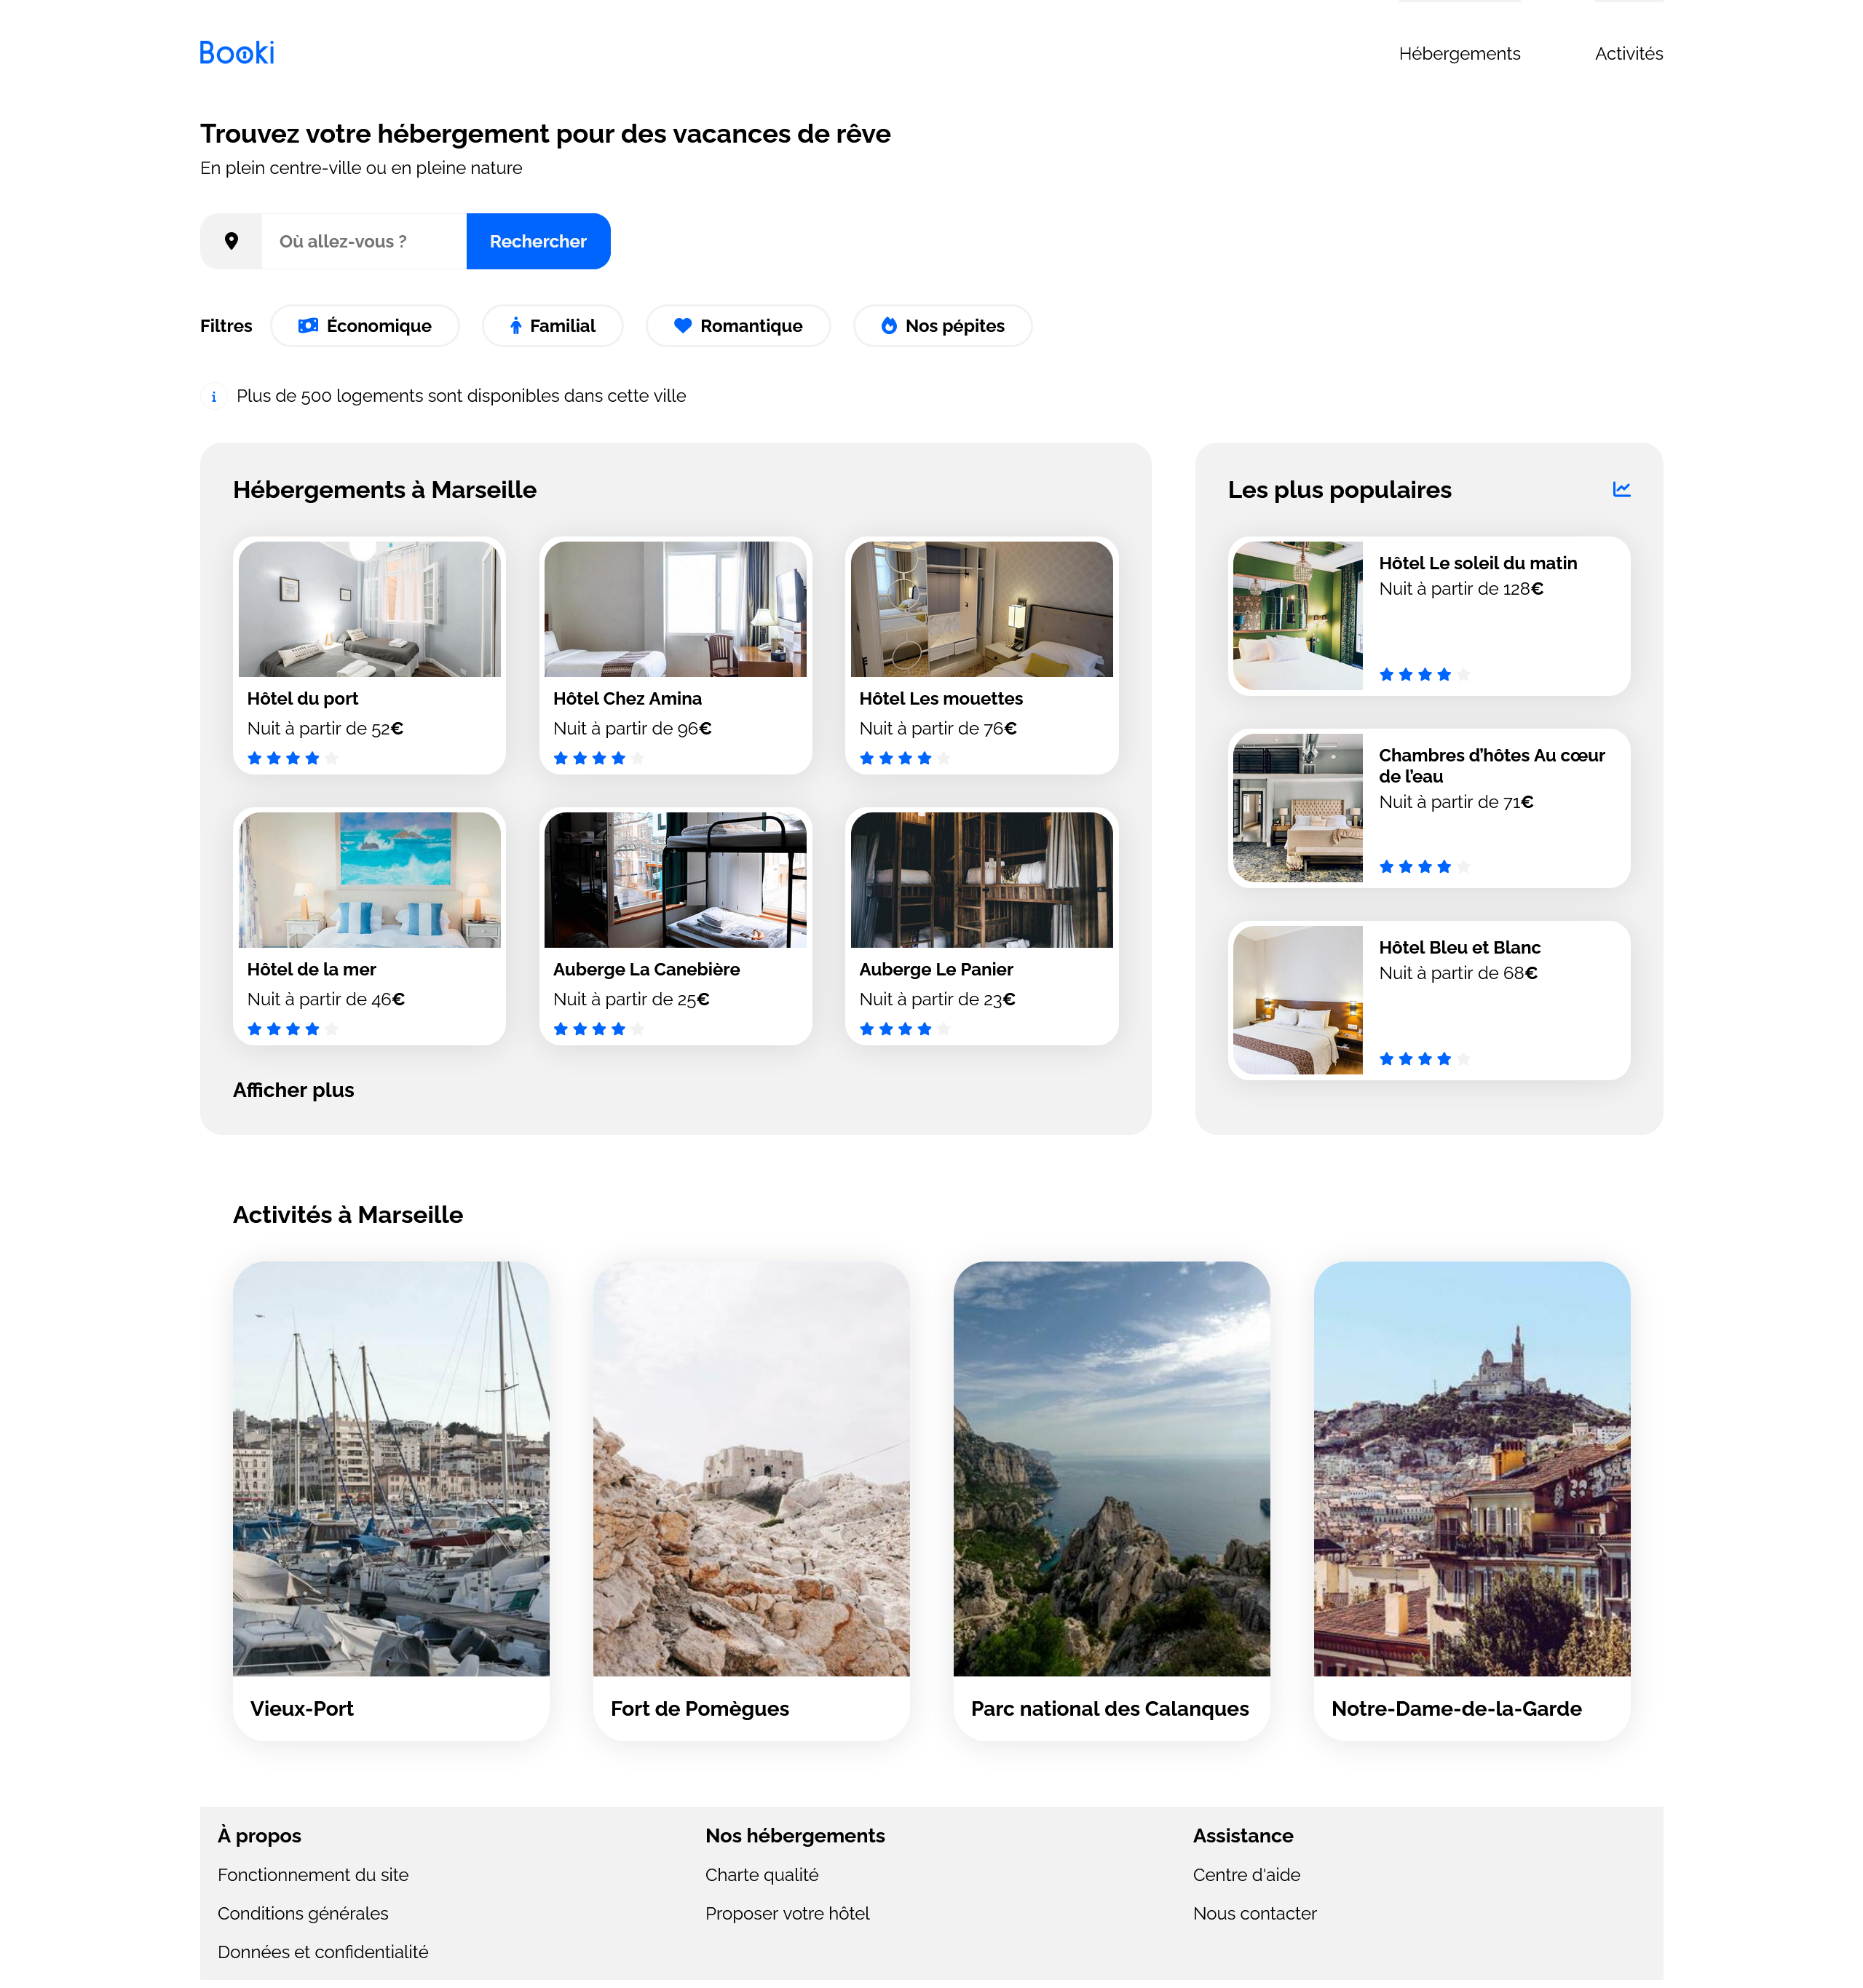 Booki
Hébergements
Activités
Trouvez votre hébergement pour des vacances de rêve
En plein centre-ville ou en pleine nature
Où allez-vous ?
Rechercher
Filtres
Économique
Familial
Romantique
Nos pépites
Plus de 500 logements sont disponibles dans cette ville
Hébergements à Marseille
Hôtel du port
Nuit à partir de 52€
Hôtel Chez Amina
Nuit à partir de 96€
Hôtel Les mouettes
Nuit à partir de 76€
Hôtel de la mer
Nuit à partir de 46€
Auberge La Canebière
Nuit à partir de 25€
Auberge Le Panier
Nuit à partir de 23€
Afficher plus
Les plus populaires
Hôtel Le soleil du matin
Nuit à partir de 128€
Chambres d’hôtes Au cœur
de l’eau
Nuit à partir de 71€
Hôtel Bleu et Blanc
Nuit à partir de 68€
Activités à Marseille
Vieux-Port
Fort de Pomègues
Parc national des Calanques
Notre-Dame-de-la-Garde
À propos
Fonctionnement du site
Conditions générales
Données et confidentialité
Nos hébergements
Charte qualité
Proposer votre hôtel
Assistance
Centre d'aide
Nous contacter